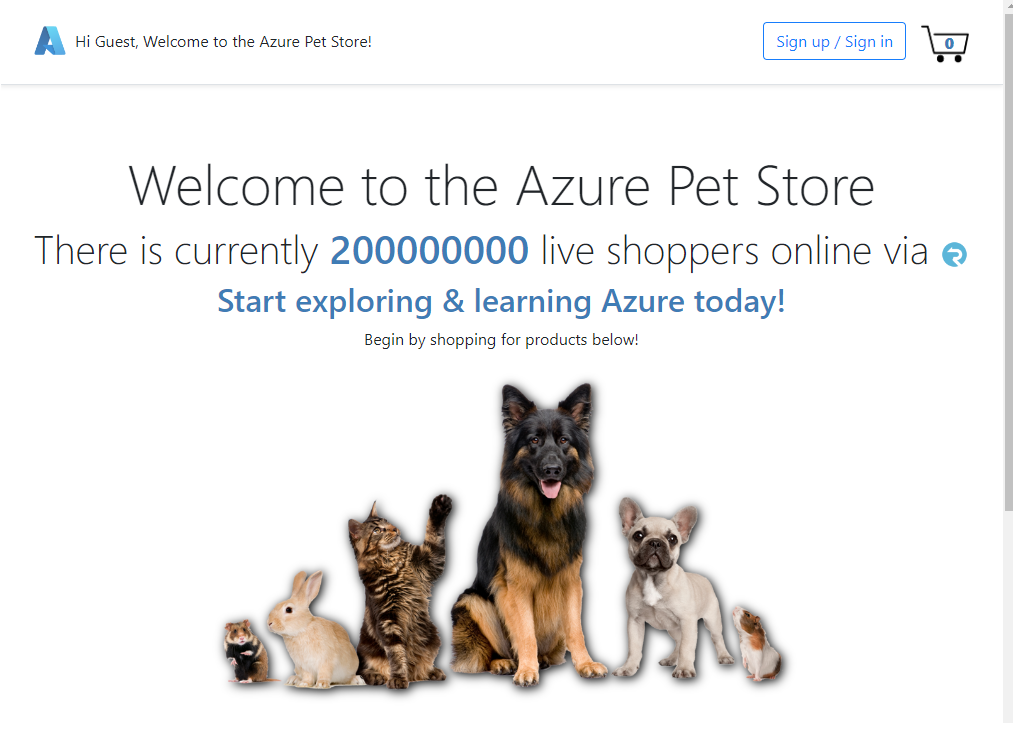 Hi Guest, Welcome to the Azure Pet Store!
Sign up / Sign in
0
Welcome to the Azure Pet Store
There is currently 200000000 live shoppers online via
Start exploring & learning Azure today!
Begin by shopping for products below!